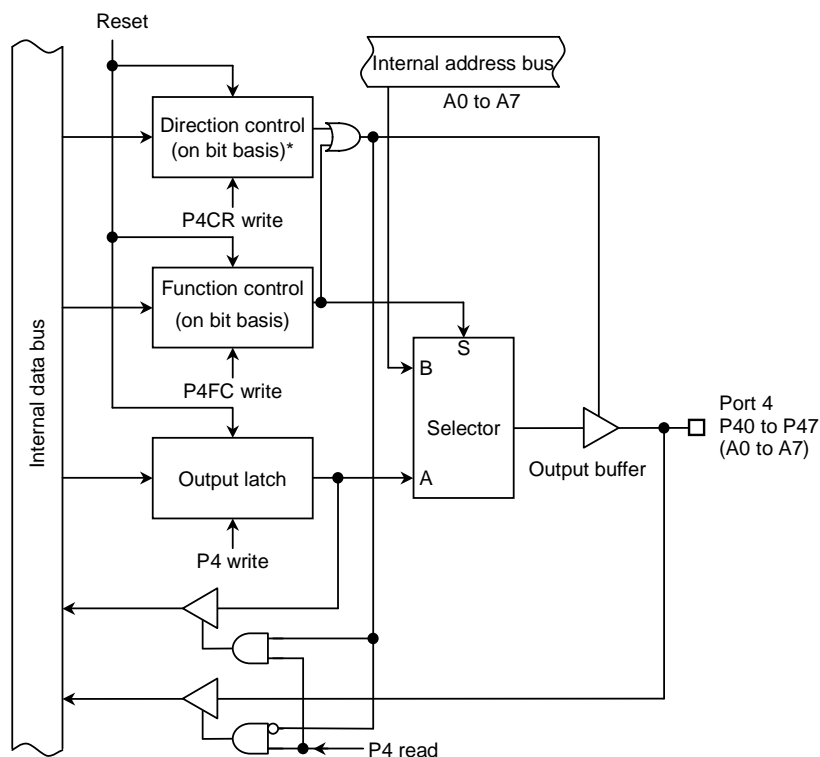 Reset
Internal address bus
A0 to A7
Direction control
(on bit basis)*
P4CR write
Function control
(on bit basis)
P4FC write
Internal data bus
S
B
Selector
A
Output latch
P4 write
Output buffer
Port 4
P40 to P47
(A0 to A7)
P4 read